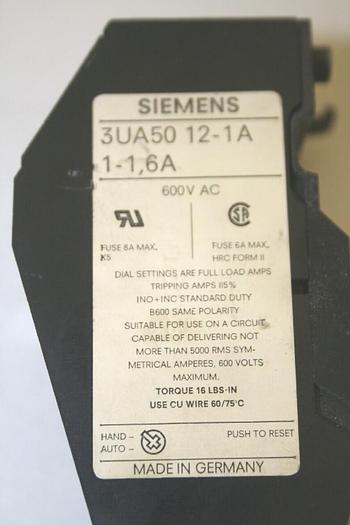 SIEMENS
3UA50 12-1A
1-1,6A
600V AC
FUSE 8A MAX.
K5
FUSE 6A MAX,
HRC FORM II
DIAL SETTINGS ARE FULL LOAD AMPS
TRIPPING AMPS 115%
1NO+1NC STANDARD DUTY
B600 SAME POLARITY
SUITABLE FOR USE ON A CIRCUIT
CAPABLE OF DELIVERING NOT
MORE THAN 5000 RMS SYM-
METRICAL AMPERES, 600 VOLTS
MAXIMUM.
TORQUE 16 LBS-IN
USE CU WIRE 60/75°C
HAND -
AUTO -
PUSH TO RESET
MADE IN GERMANY